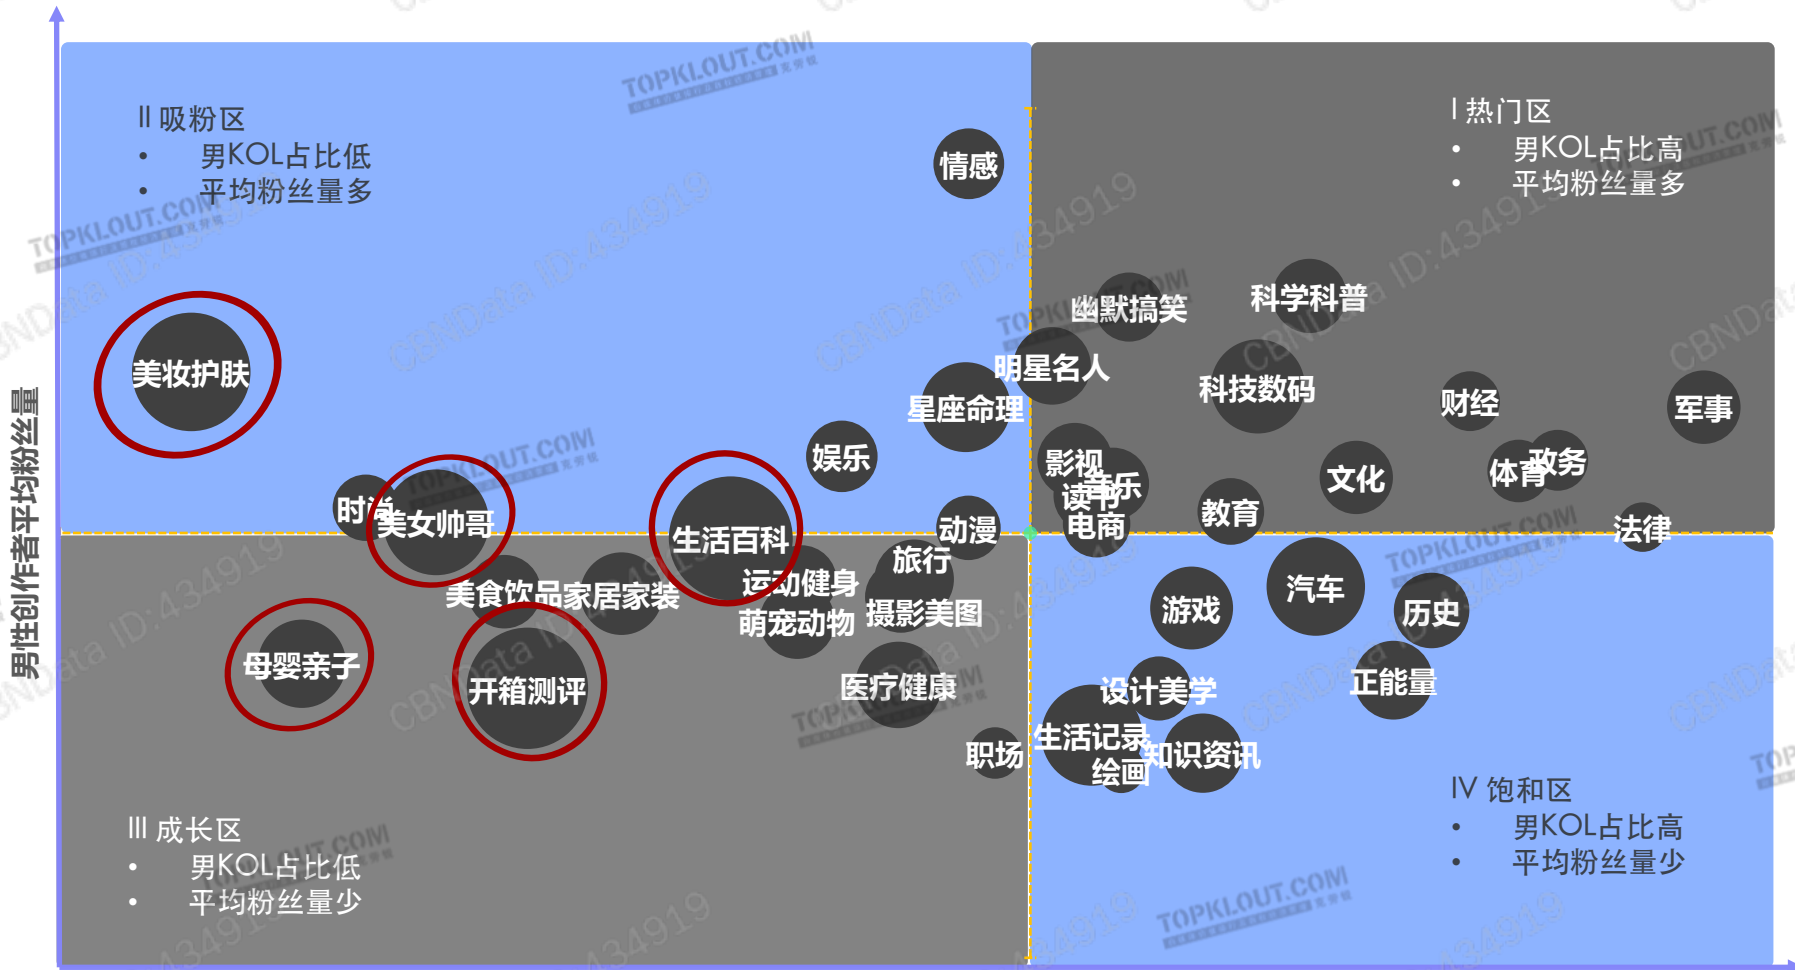 男性创作者平均粉丝量
II 吸粉区
• 男KOL占比低
• 平均粉丝量多
I 热门区
• 男KOL占比高
• 平均粉丝量多
情感
幽默搞笑
科学科普
明星名人
美妆护肤
科技数码
星座命理
财经
军事
娱乐
影视
音乐
读书
文化
体育
政务
时尚
美女帅哥
教育
电商
动漫
法律
生活百科
旅行
运动健身
美食饮品
家居家装
摄影美图
萌宠动物
汽车
游戏
历史
母婴亲子
开箱测评
医疗健康
设计美学
正能量
生活记录
职场
知识资讯
绘画
III 成长区
• 男KOL占比低
• 平均粉丝量少
IV 饱和区
• 男KOL占比高
• 平均粉丝量少
TOPKLOUT.COM
CBNData ID:434919